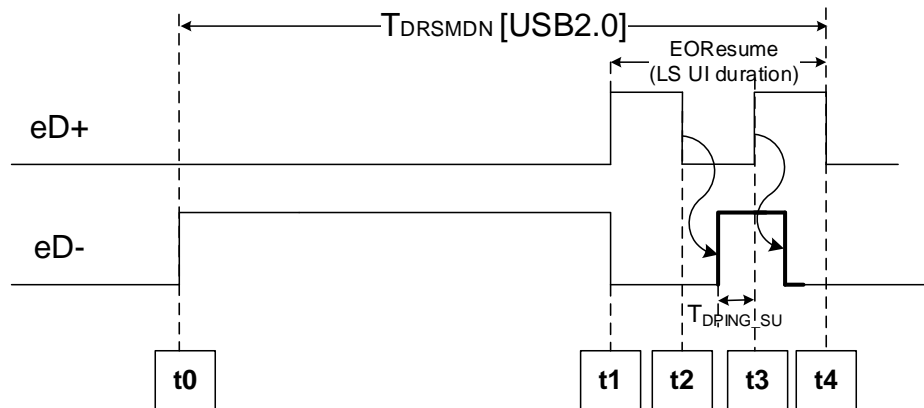 TDRSMDN [USB2.0]
EOResume
(LS UI duration)
eD+
eD-
TDPING_SU
t0
t1
t2
t3
t4